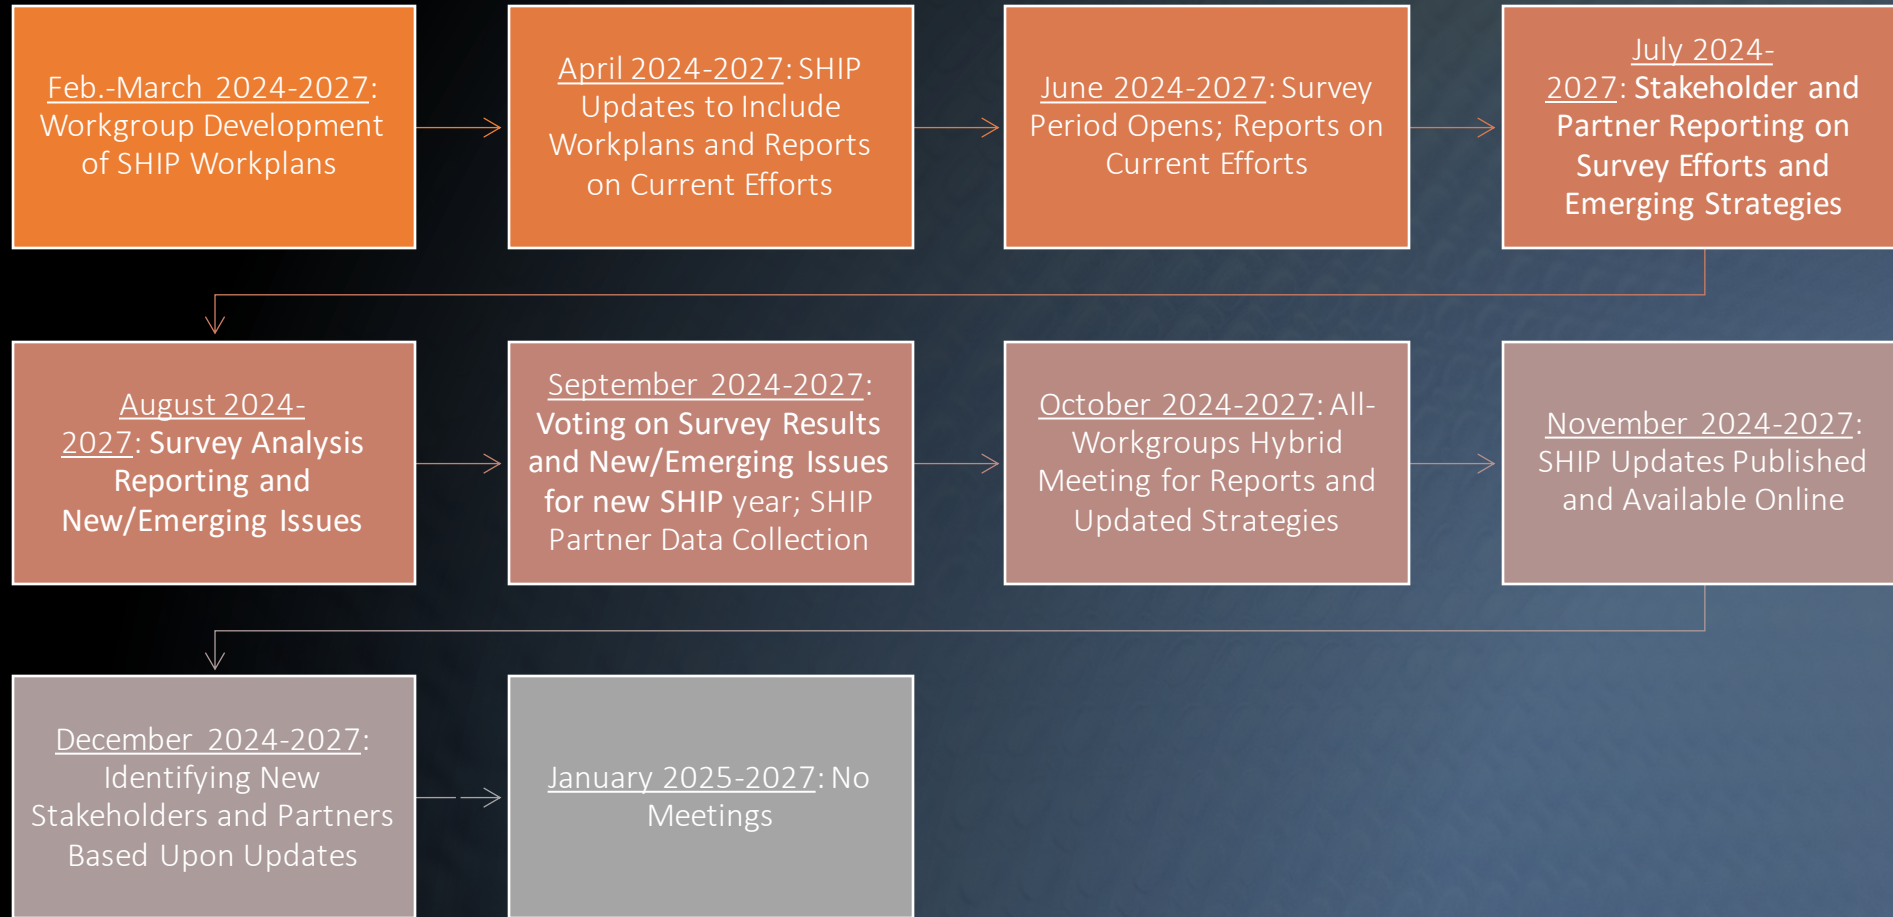 Feb.-March 2024-2027:
Workgroup Development
of SHIP Workplans
April 2024-2027: SHIP
Updates to Include
Workplans and Reports
on Current Efforts
June 2024-2027: Survey
Period Opens; Reports on
Current Efforts
July 2024-
2027: Stakeholder and
Partner Reporting on
Survey Efforts and
Emerging Strategies
August 2024-
2027: Survey Analysis
Reporting and
New/Emerging Issues
September 2024-2027:
Voting on Survey Results
and New/Emerging Issues
for new SHIP year; SHIP
Partner Data Collection
October 2024-2027: All-
Workgroups Hybrid
Meeting for Reports and
Updated Strategies
November 2024-2027:
SHIP Updates Published
and Available Online
December 2024-2027:
Identifying New
Stakeholders and Partners
Based Upon Updates
January 2025-2027: No
Meetings